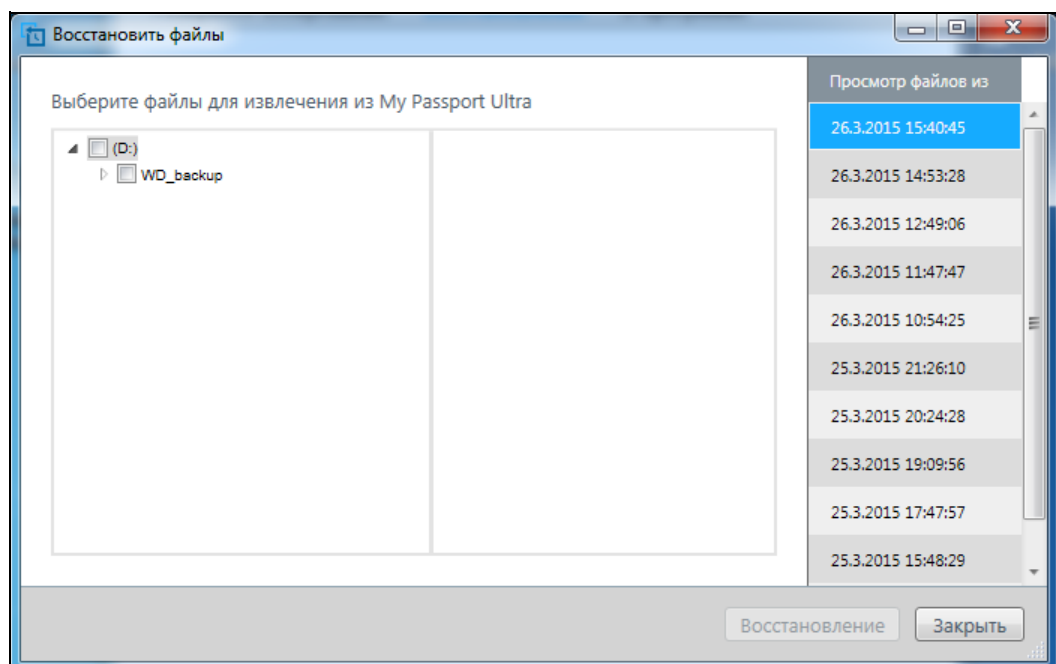 Восстановить файлы
Выберите файлы для извлечения из My Passport Ultra
(D:)
WD_backup
Просмотр файлов из
26.3.2015 15:40:45
26.3.2015 14:53:28
26.3.2015 12:49:06
26.3.2015 11:47:47
26.3.2015 10:54:25
25.3.2015 21:26:10
25.3.2015 20:24:28
25.3.2015 19:09:56
25.3.2015 17:47:57
25.3.2015 15:48:29
Восстановление
Закрыть